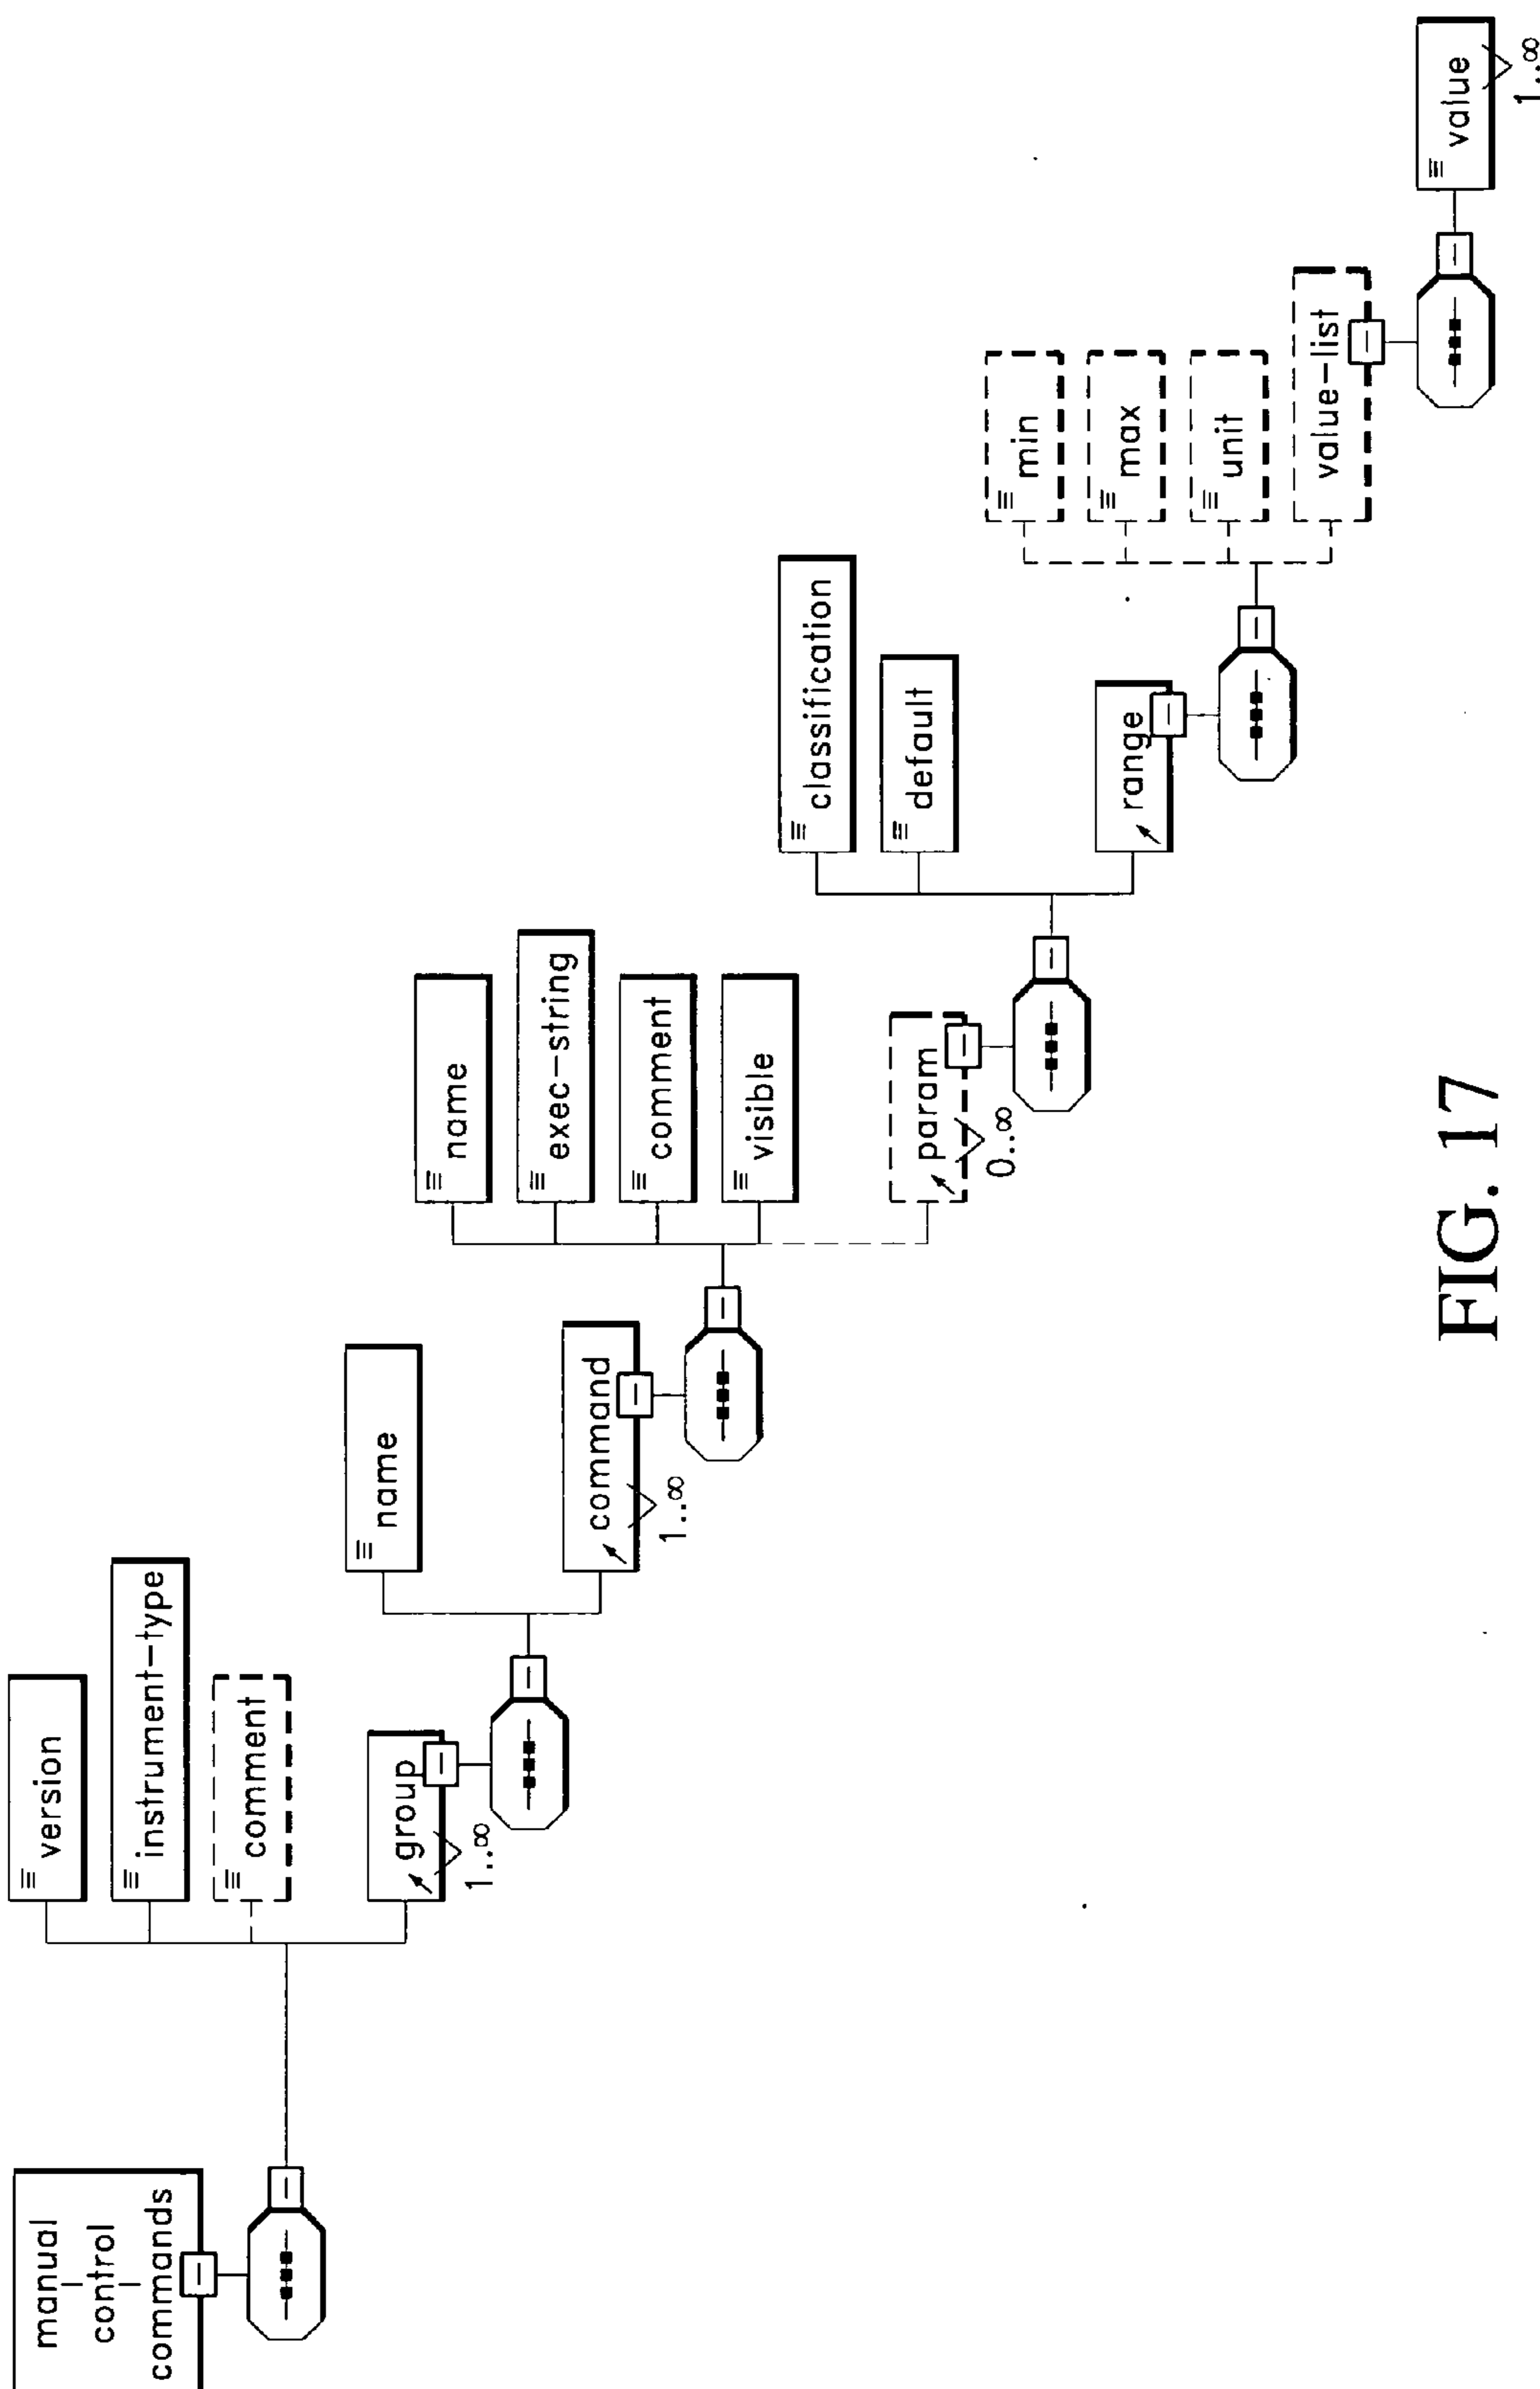 manual
control
commands
version
instrument-type
comment
group
1..∞
name
command
1..∞
name
exec-string
comment
visible
param
0..∞
classification
default
range
min
max
unit
value-list
value
1..∞
FIG. 17